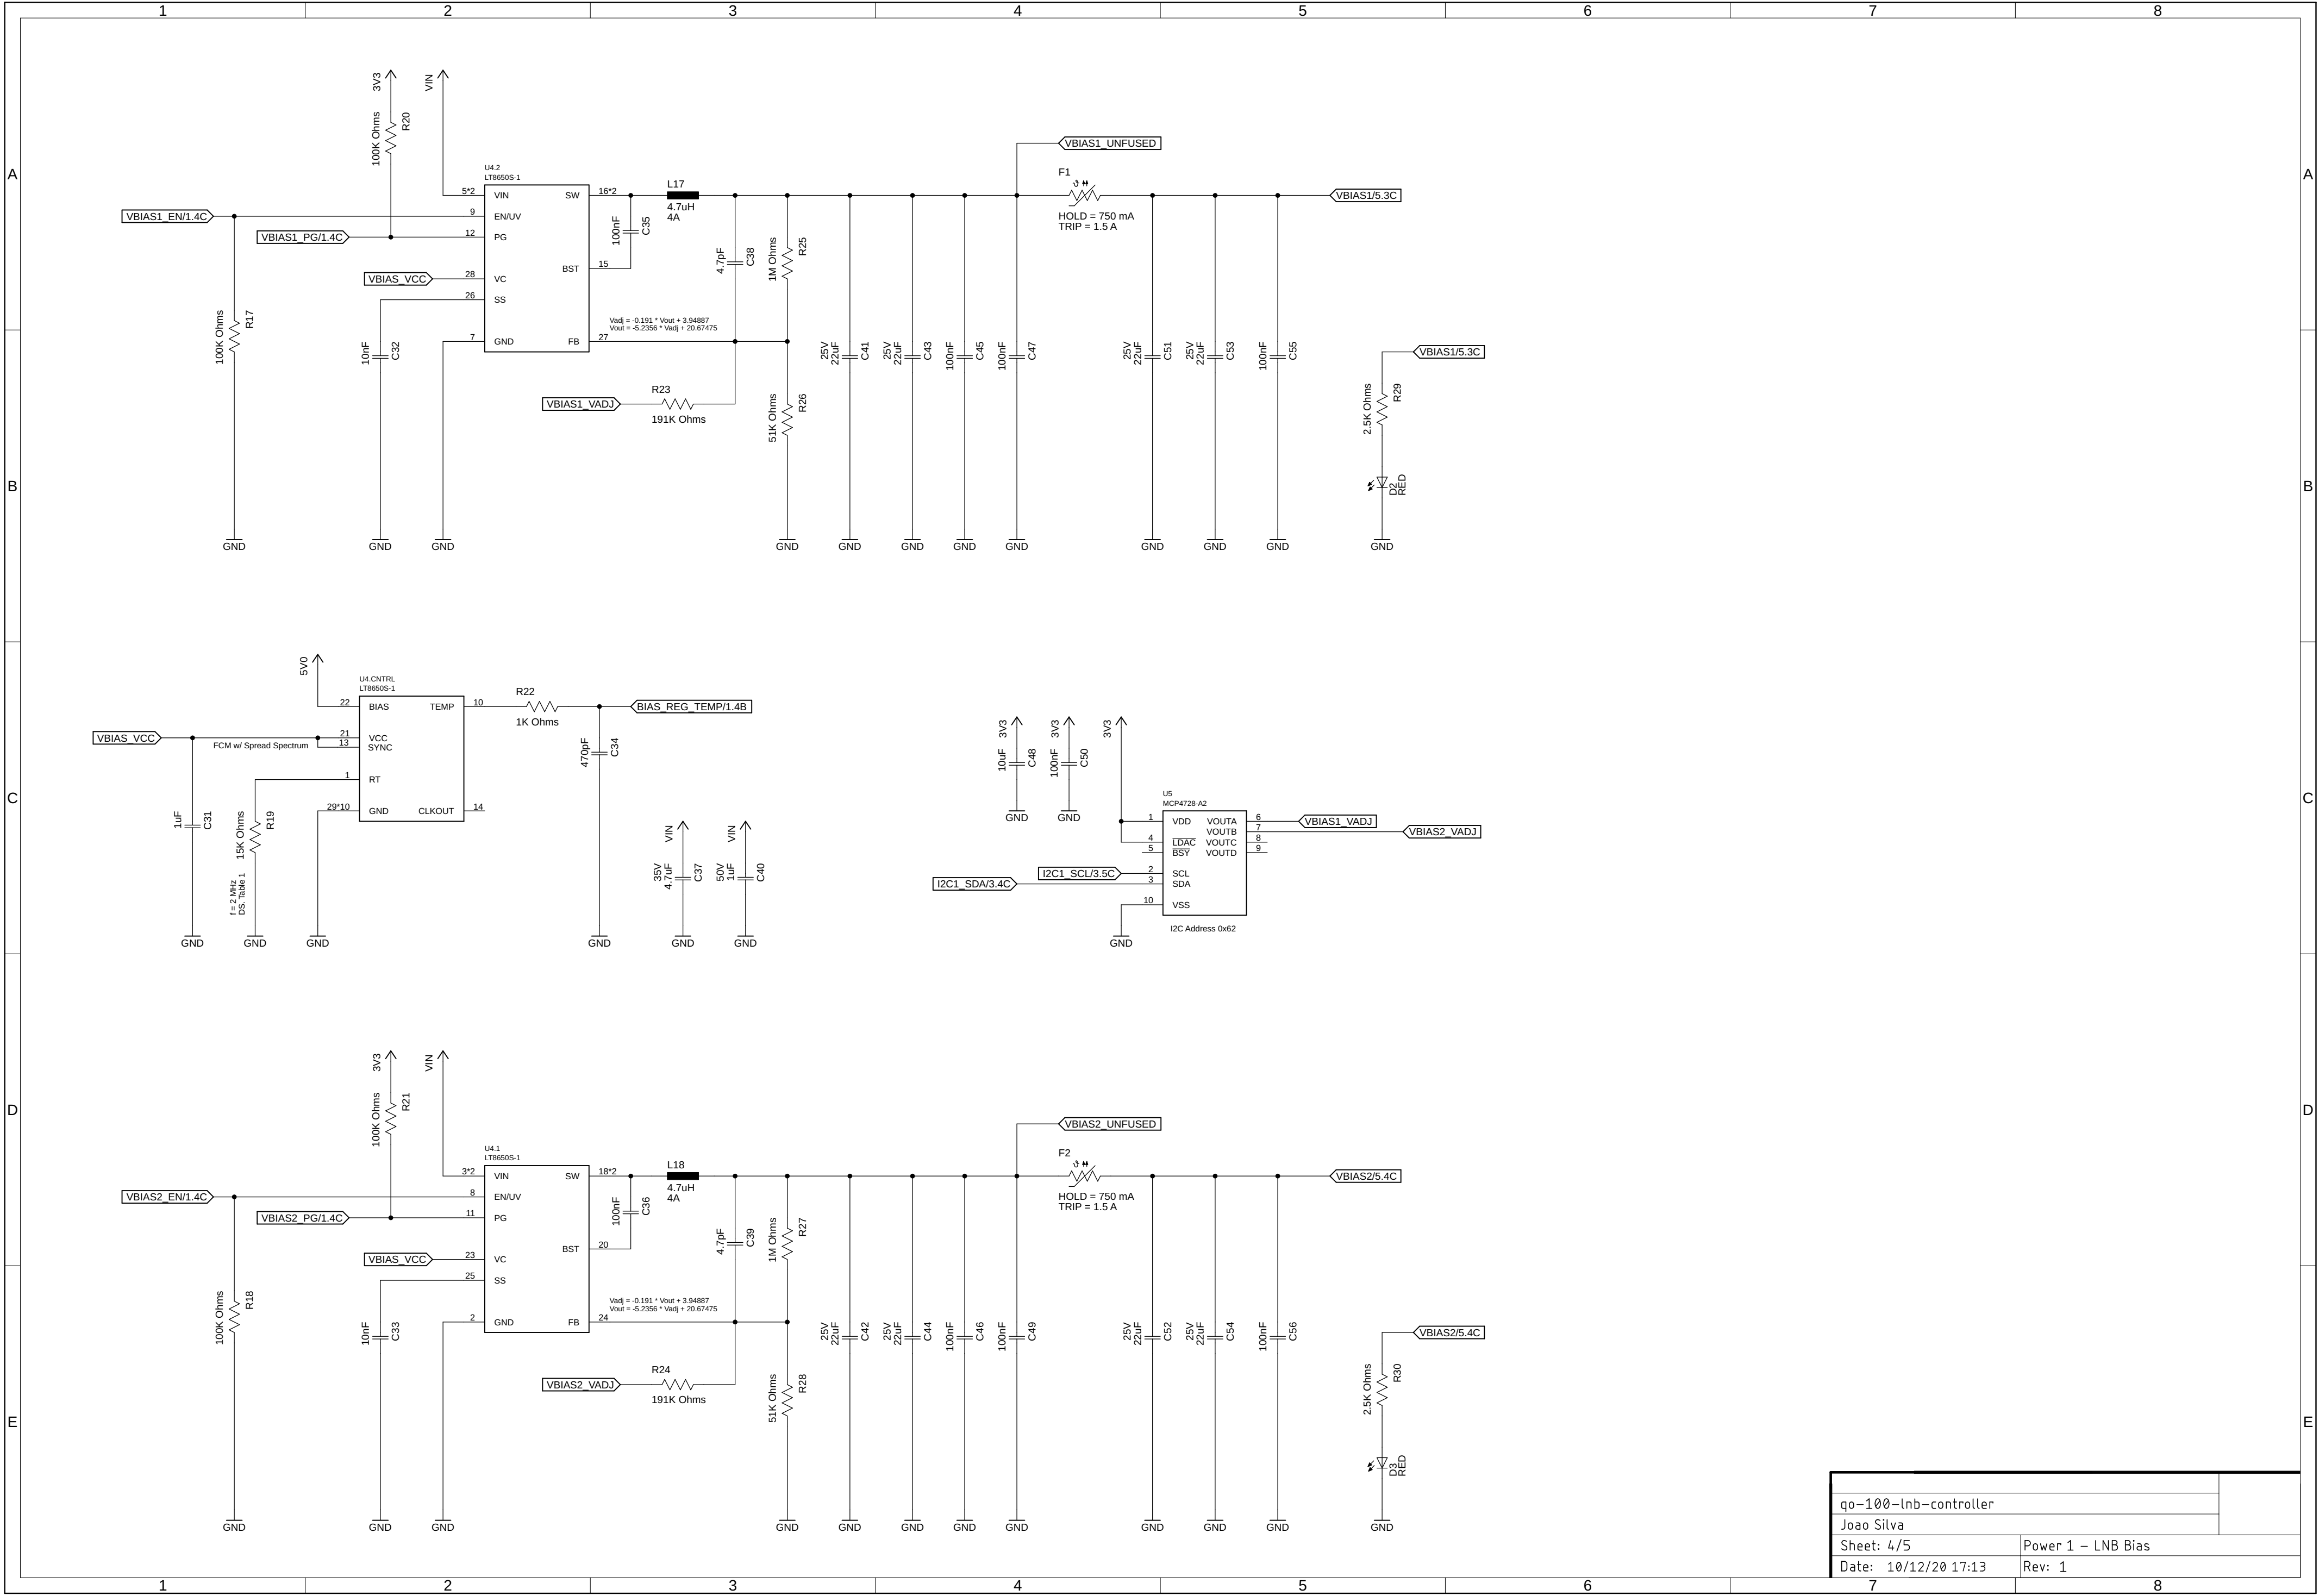 1 2 3 4 5 6 7 8
A
A
3V3
VIN
100K Ohms
R20
U4.2
LT8650S-1
5*2
VIN
SW
16*2
VBIAS1_EN/1.4C
9
EN/UV
VBIAS1_PG/1.4C
12
PG
BST
15
VBIAS_VCC
28
VC
26
SS
7
GND
FB
27
100K Ohms
R17
10nF
C32
100nF
C35
L17
4.7uH
4A
4.7pF
C38
1M Ohms
R25
Vadj = -0.191 * Vout + 3.94887
Vout = -5.2356 * Vadj + 20.67475
VBIAS1_VADJ
R23
191K Ohms
51K Ohms
R26
25V
22uF
C41
25V
22uF
C43
100nF
C45
100nF
C47
VBIAS1_UNFUSED
F1
HOLD = 750 mA
TRIP = 1.5 A
25V
22uF
C51
25V
22uF
C53
100nF
C55
VBIAS1/5.3C
VBIAS1/5.3C
2.5K Ohms
R29
D2
RED
B
B
GND
GND
GND
GND
GND
GND
GND
GND
GND
GND
GND
GND
5V0
U4.CNTRL
LT8650S-1
22
BIAS
TEMP
10
VBIAS_VCC
FCM w/ Spread Spectrum
21
VCC
13
SYNC
1
RT
29*10
GND
CLKOUT
14
R22
1K Ohms
BIAS_REG_TEMP/1.4B
470pF
C34
1uF
C31
15K Ohms
R19
f = 2 MHz
DS. Table 1
VIN
35V
4.7uF
C37
VIN
50V
1uF
C40
C
C
GND
GND
GND
GND
GND
GND
3V3
10uF
C48
GND
3V3
100nF
C50
GND
3V3
U5
MCP4728-A2
1
VDD
VOUTA
6
VBIAS1_VADJ
VOUTB
7
VBIAS2_VADJ
4
LDAC
VOUTC
8
5
BSY
VOUTD
9
I2C1_SCL/3.5C
2
SCL
I2C1_SDA/3.4C
3
SDA
10
VSS
I2C Address 0x62
GND
D
D
3V3
VIN
100K Ohms
R21
U4.1
LT8650S-1
3*2
VIN
SW
18*2
VBIAS2_EN/1.4C
8
EN/UV
VBIAS2_PG/1.4C
11
PG
BST
20
VBIAS_VCC
23
VC
25
SS
2
GND
FB
24
100K Ohms
R18
10nF
C33
100nF
C36
L18
4.7uH
4A
4.7pF
C39
1M Ohms
R27
Vadj = -0.191 * Vout + 3.94887
Vout = -5.2356 * Vadj + 20.67475
VBIAS2_VADJ
R24
191K Ohms
51K Ohms
R28
25V
22uF
C42
25V
22uF
C44
100nF
C46
100nF
C49
VBIAS2_UNFUSED
F2
HOLD = 750 mA
TRIP = 1.5 A
25V
22uF
C52
25V
22uF
C54
100nF
C56
VBIAS2/5.4C
VBIAS2/5.4C
2.5K Ohms
R30
D3
RED
E
E
GND
GND
GND
GND
GND
GND
GND
GND
GND
GND
GND
GND
qo-100-lnb-controller
Joao Silva
Sheet: 4/5
Power 1 – LNB Bias
Date: 10/12/20 17:13
Rev: 1
1 2 3 4 5 6 7 8